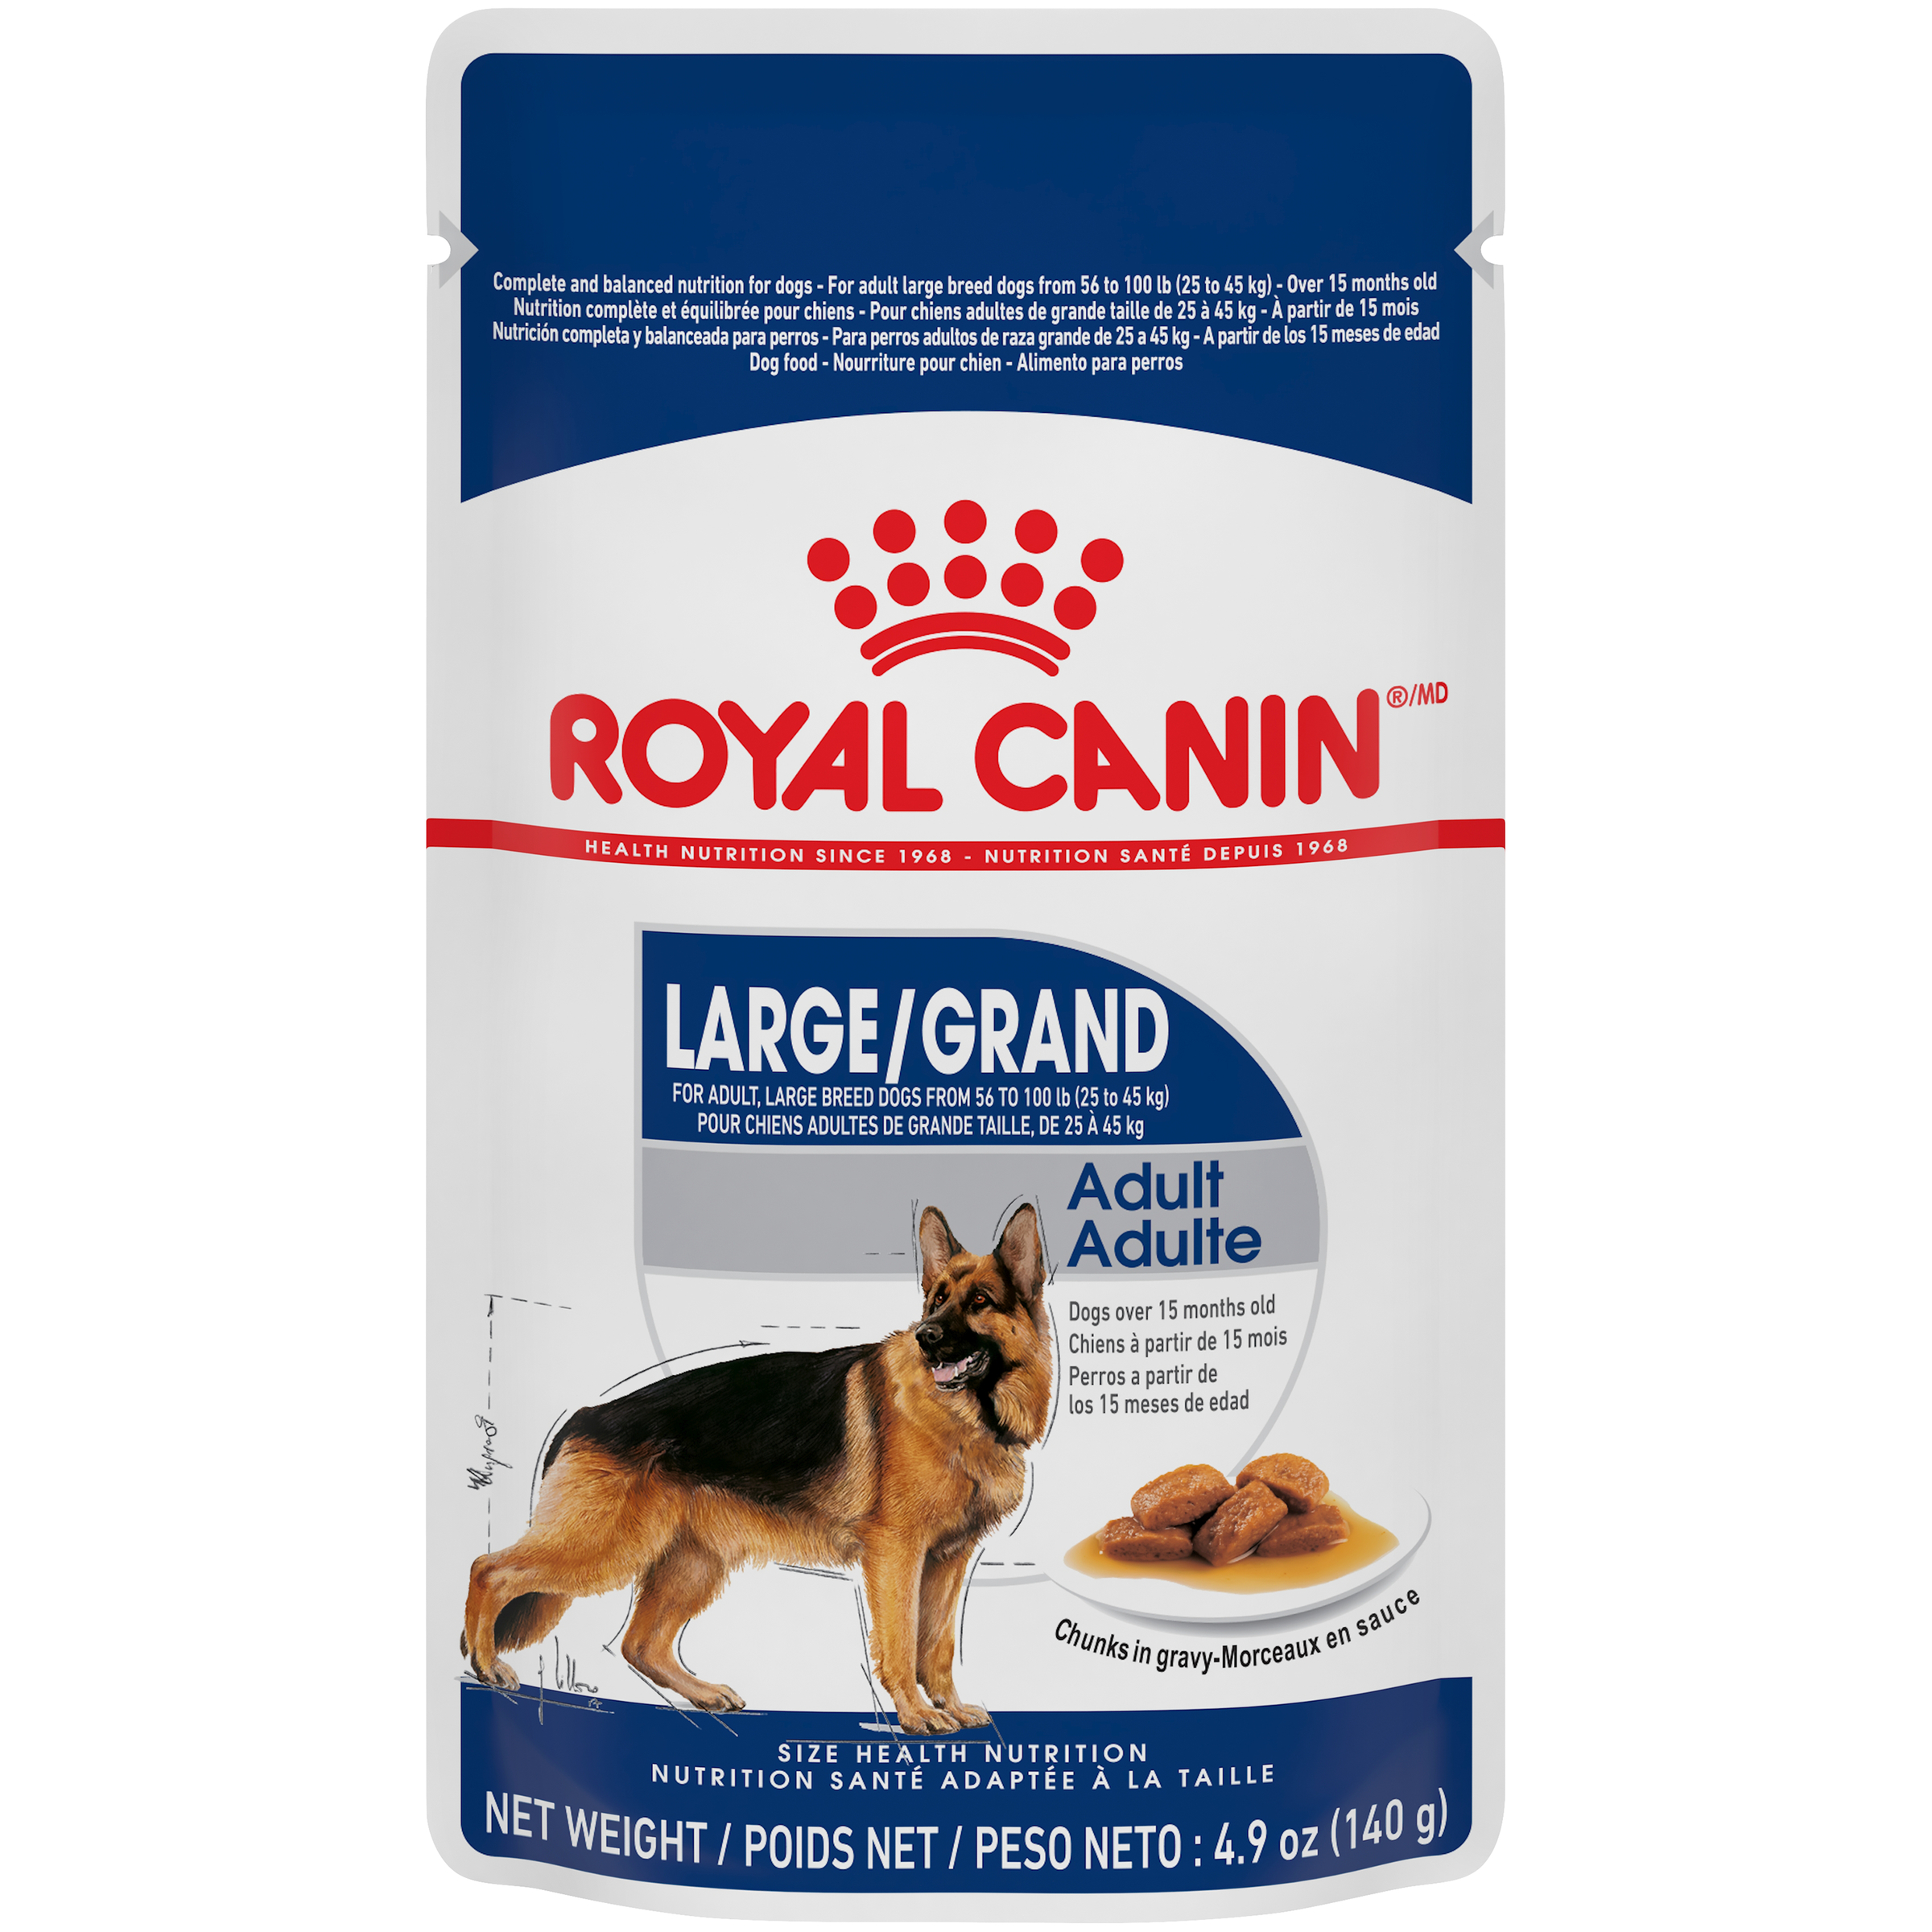 Complete and balanced nutrition for dogs - For adult large breed dogs from 56 to 100 lb (25 to 45 kg) - Over 15 months old
Nutrition complète et équilibrée pour chiens - Pour chiens adultes de grande taille de 25 à 45 kg - À partir de 15 mois
Nutrición completa y balanceada para perros - Para perros adultos de raza grande de 25 a 45 kg - A partir de los 15 meses de edad
Dog food - Nourriture pour chien - Alimento para perros
ROYAL CANIN®/MD
HEALTH NUTRITION SINCE 1968 - NUTRITION SANTÉ DEPUIS 1968
LARGE/GRAND
FOR ADULT, LARGE BREED DOGS FROM 56 TO 100 lb (25 to 45 kg)
POUR CHIENS ADULTES DE GRANDE TAILLE, DE 25 À 45 kg
Adult
Adulte
Dogs over 15 months old
Chiens à partir de 15 mois
Perros a partir de
los 15 meses de edad
Chunks in gravy-Morceaux en sauce
SIZE HEALTH NUTRITION
NUTRITION SANTÉ ADAPTÉE À LA TAILLE
NET WEIGHT / POIDS NET / PESO NETO : 4.9 oz (140 g)